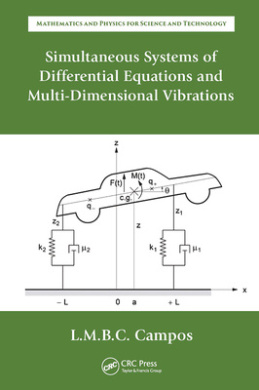 MATHEMATICS AND PHYSICS FOR SCIENCE AND TECHNOLOGY
Simultaneous Systems of
Differential Equations and
Multi-Dimensional Vibrations
z
F(t)
M(t)
q₊
θ
c.g.
q₋
z₂
z₁
z
k₂
μ₂
k₁
μ₁
x
– L
0
a
+ L
L.M.B.C. Campos
CRC Press
Taylor & Francis Group